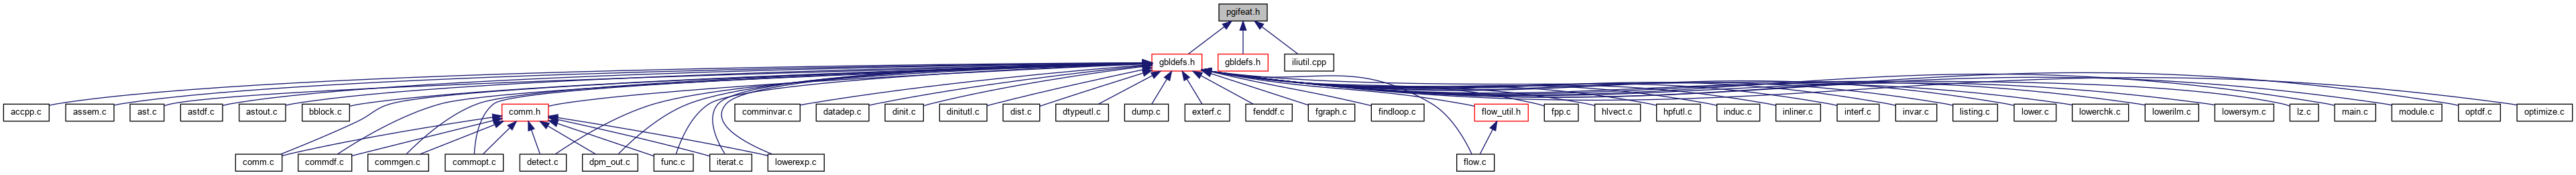 pgifeat.h
gbldefs.h
gbldefs.h
iliutil.cpp
accpp.c
assem.c
ast.c
astdf.c
astout.c
bblock.c
comm.h
comminvar.c
datadep.c
dinit.c
dinitutl.c
dist.c
dtypeutl.c
dump.c
exterf.c
fenddf.c
fgraph.c
findloop.c
flow_util.h
fpp.c
hlvect.c
hpfutl.c
induc.c
inliner.c
interf.c
invar.c
listing.c
lower.c
lowerchk.c
lowerilm.c
lowersym.c
lz.c
main.c
module.c
optdf.c
optimize.c
comm.c
commdf.c
commgen.c
commopt.c
detect.c
dpm_out.c
func.c
iterat.c
lowerexp.c
flow.c